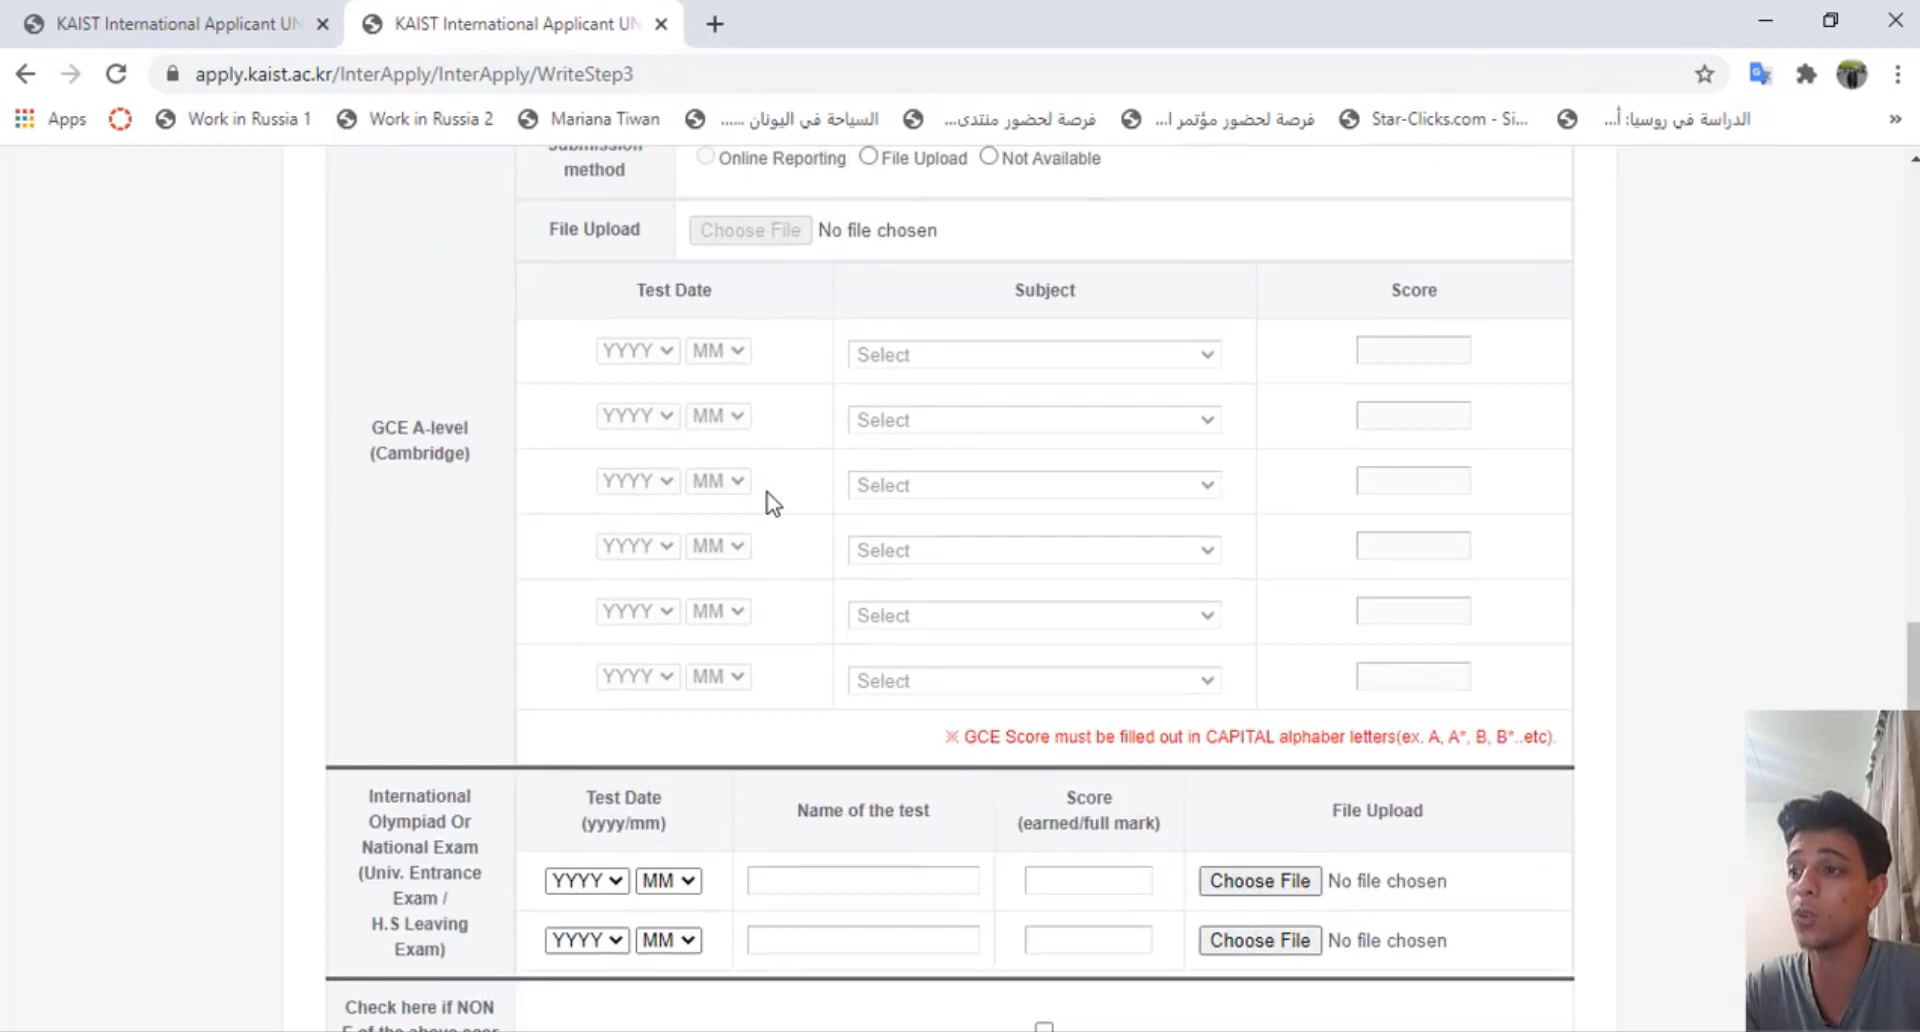 KAIST International Applicant UN
KAIST International Applicant UN
apply.kaist.ac.kr/InterApply/InterApply/WriteStep3
Apps
Work in Russia 1
Work in Russia 2
Mariana Tiwan
السياحة في اليونان ......
فرصة لحضور منتدى...
فرصة لحضور مؤتمر ا...
Star-Clicks.com - Si...
الدراسة في روسيا: أ...
»
Submission
method
Online Reporting
File Upload
Not Available
File Upload
Choose File No file chosen
Test Date
Subject
Score
GCE A-level
(Cambridge)
YYYY MM Select
YYYY MM Select
YYYY MM Select
YYYY MM Select
YYYY MM Select
YYYY MM Select
※ GCE Score must be filled out in CAPITAL alphaber letters(ex. A, A*, B, B*..etc).
International
Olympiad Or
National Exam
(Univ. Entrance
Exam /
H.S Leaving
Exam)
Test Date
(yyyy/mm)
Name of the test
Score
(earned/full mark)
File Upload
YYYY MM Choose File No file chosen
YYYY MM Choose File No file chosen
Check here if NON
E of the above